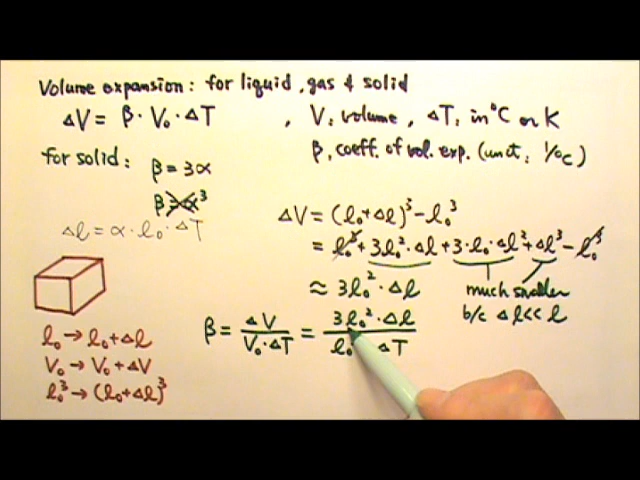 Volume expansion: for liquid, gas & solid
ΔV = β · V₀ · ΔT , V: volume, ΔT: in °C or K
β, coeff. of vol. exp. (unit: 1/°C)
for solid: β = 3α
β = α³
Δl = α · l₀ · ΔT
ΔV = (l₀+Δl)³ - l₀³
= l₀³ + 3l₀² · Δl + 3 · l₀ · Δl² + Δl³ - l₀³
≈ 3l₀² · Δl
much smaller
b/c Δl << l
β = ΔV / V₀ · ΔT = 3l₀² · Δl / l₀ ΔT
l₀ → l₀+Δl
V₀ → V₀ + ΔV
l₀³ → (l₀+Δl)³